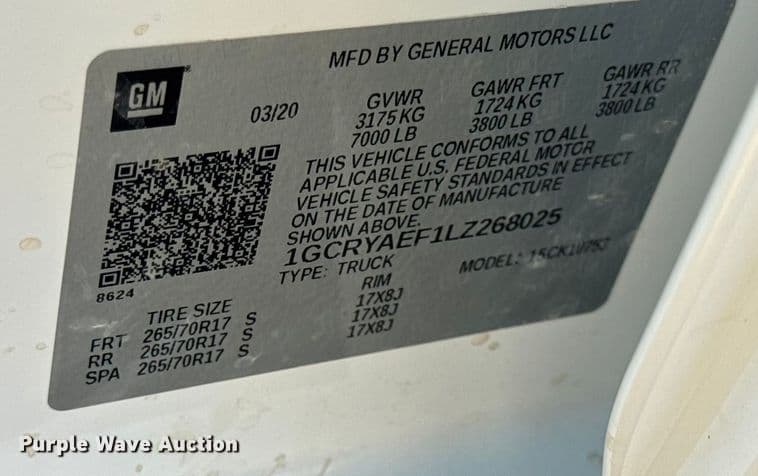 MFD BY GENERAL MOTORS LLC
GM
03/20
GVWR GAWR FRT GAWR RR
3175 KG 1724 KG 1724 KG
7000 LB 3800 LB 3800 LB
THIS VEHICLE CONFORMS TO ALL
APPLICABLE U.S. FEDERAL MOTOR
VEHICLE SAFETY STANDARDS IN EFFECT
ON THE DATE OF MANUFACTURE
SHOWN ABOVE.
1GCRYAEF1LZ268025
TYPE: TRUCK MODEL:
8624
TIRE SIZE RIM
FRT 265/70R17 S 17X8J
RR 265/70R17 S 17X8J
SPA 265/70R17 S 17X8J
Purple Wave Auction